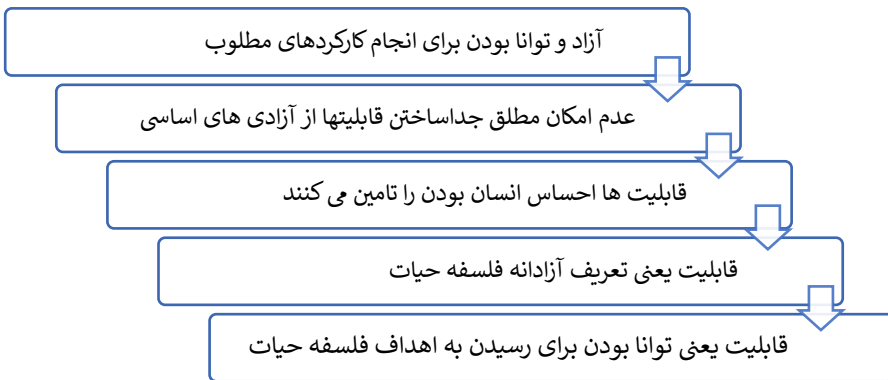 آزاد و توانا بودن برای انجام کارکردهای مطلوب
عدم امکان مطلق جداساختن قابلیتها از آزادی های اساسی
قابلیت ها احساس انسان بودن را تامین می کنند
قابلیت یعنی تعریف آزادانه فلسفه حیات
قابلیت یعنی توانا بودن برای رسیدن به اهداف فلسفه حیات